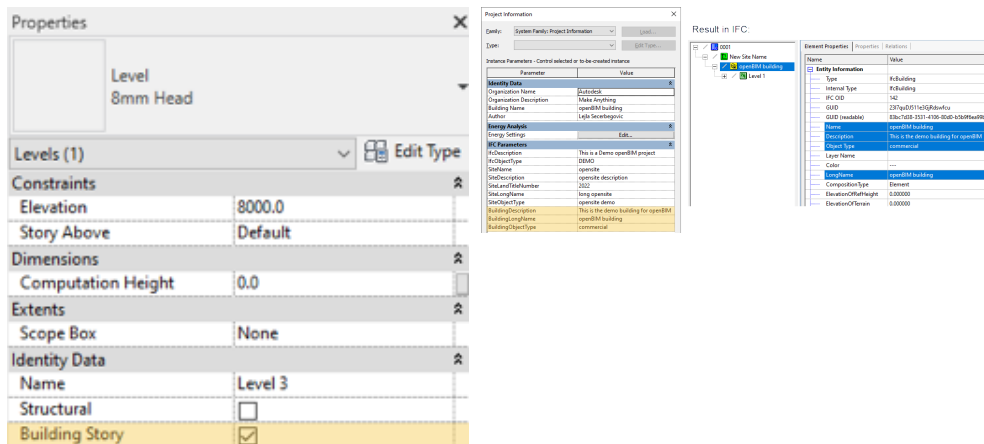 Properties
Level
8mm Head
Levels (1)
Edit Type
Constraints
Elevation 8000.0
Story Above Default
Dimensions
Computation Height 0.0
Extents
Scope Box None
Identity Data
Name Level 3
Structural
Building Story
Project Information
Family: System Family: Project Information Load...
Type: Edit Type...
Instance Parameters - Control selected or to-be-created instance
Parameter Value
Identity Data
Organization Name Autodesk
Organization Description Make Anything
Building Name openBIM building
Author Lejla Secerbegovic
Energy Analysis
Energy Settings Edit...
IFC Parameters
IfcDescription This is a Demo openBIM project
IfcObjectType DEMO
SiteName opensite
SiteDescription opensite description
SiteLandTitleNumber 2022
SiteLongName long opensite
SiteObjectType opensite demo
BuildingDescription This is the demo building for openBIM
BuildingLongName openBIM building
BuildingObjectType commercial
Result in IFC:
0001
New Site Name
openBIM building
Level 1
Element Properties Properties Relations
Name Value
Entity Information
Type IfcBuilding
Internal Type IfcBuilding
IFC OID 142
GUID
GUID (readable)
Name openBIM building
Description This is the demo building for openBIM
Object Type commercial
Layer Name
Color ---
LongName openBIM building
CompositionType Element
ElevationOfRefHeight 0.000000
ElevationOfTerrain 0.000000